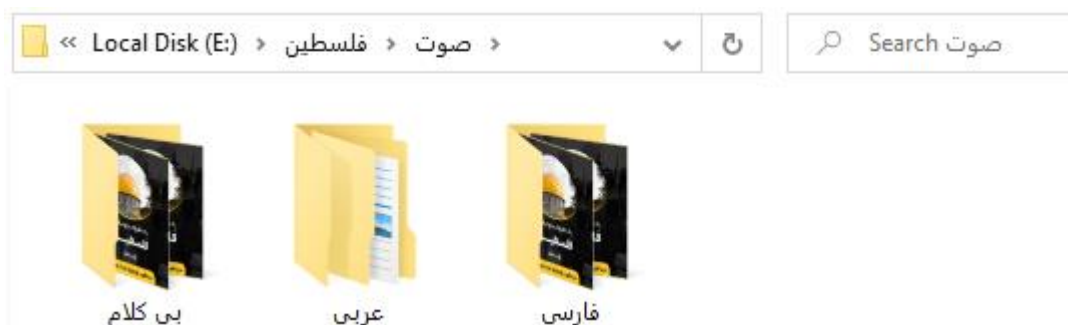 « Local Disk (E:) › فلسطین › صوت ›
Search صوت
بی کلام
عربی
فارسی